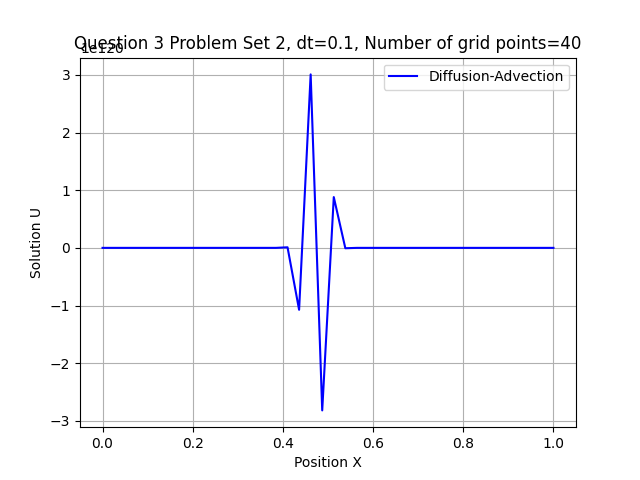 Question 3 Problem Set 2, dt=0.1, Number of grid points=40
1e120
Diffusion-Advection
3
2
1
0
−1
−2
−3
Solution U
0.0 0.2 0.4 0.6 0.8 1.0
Position X